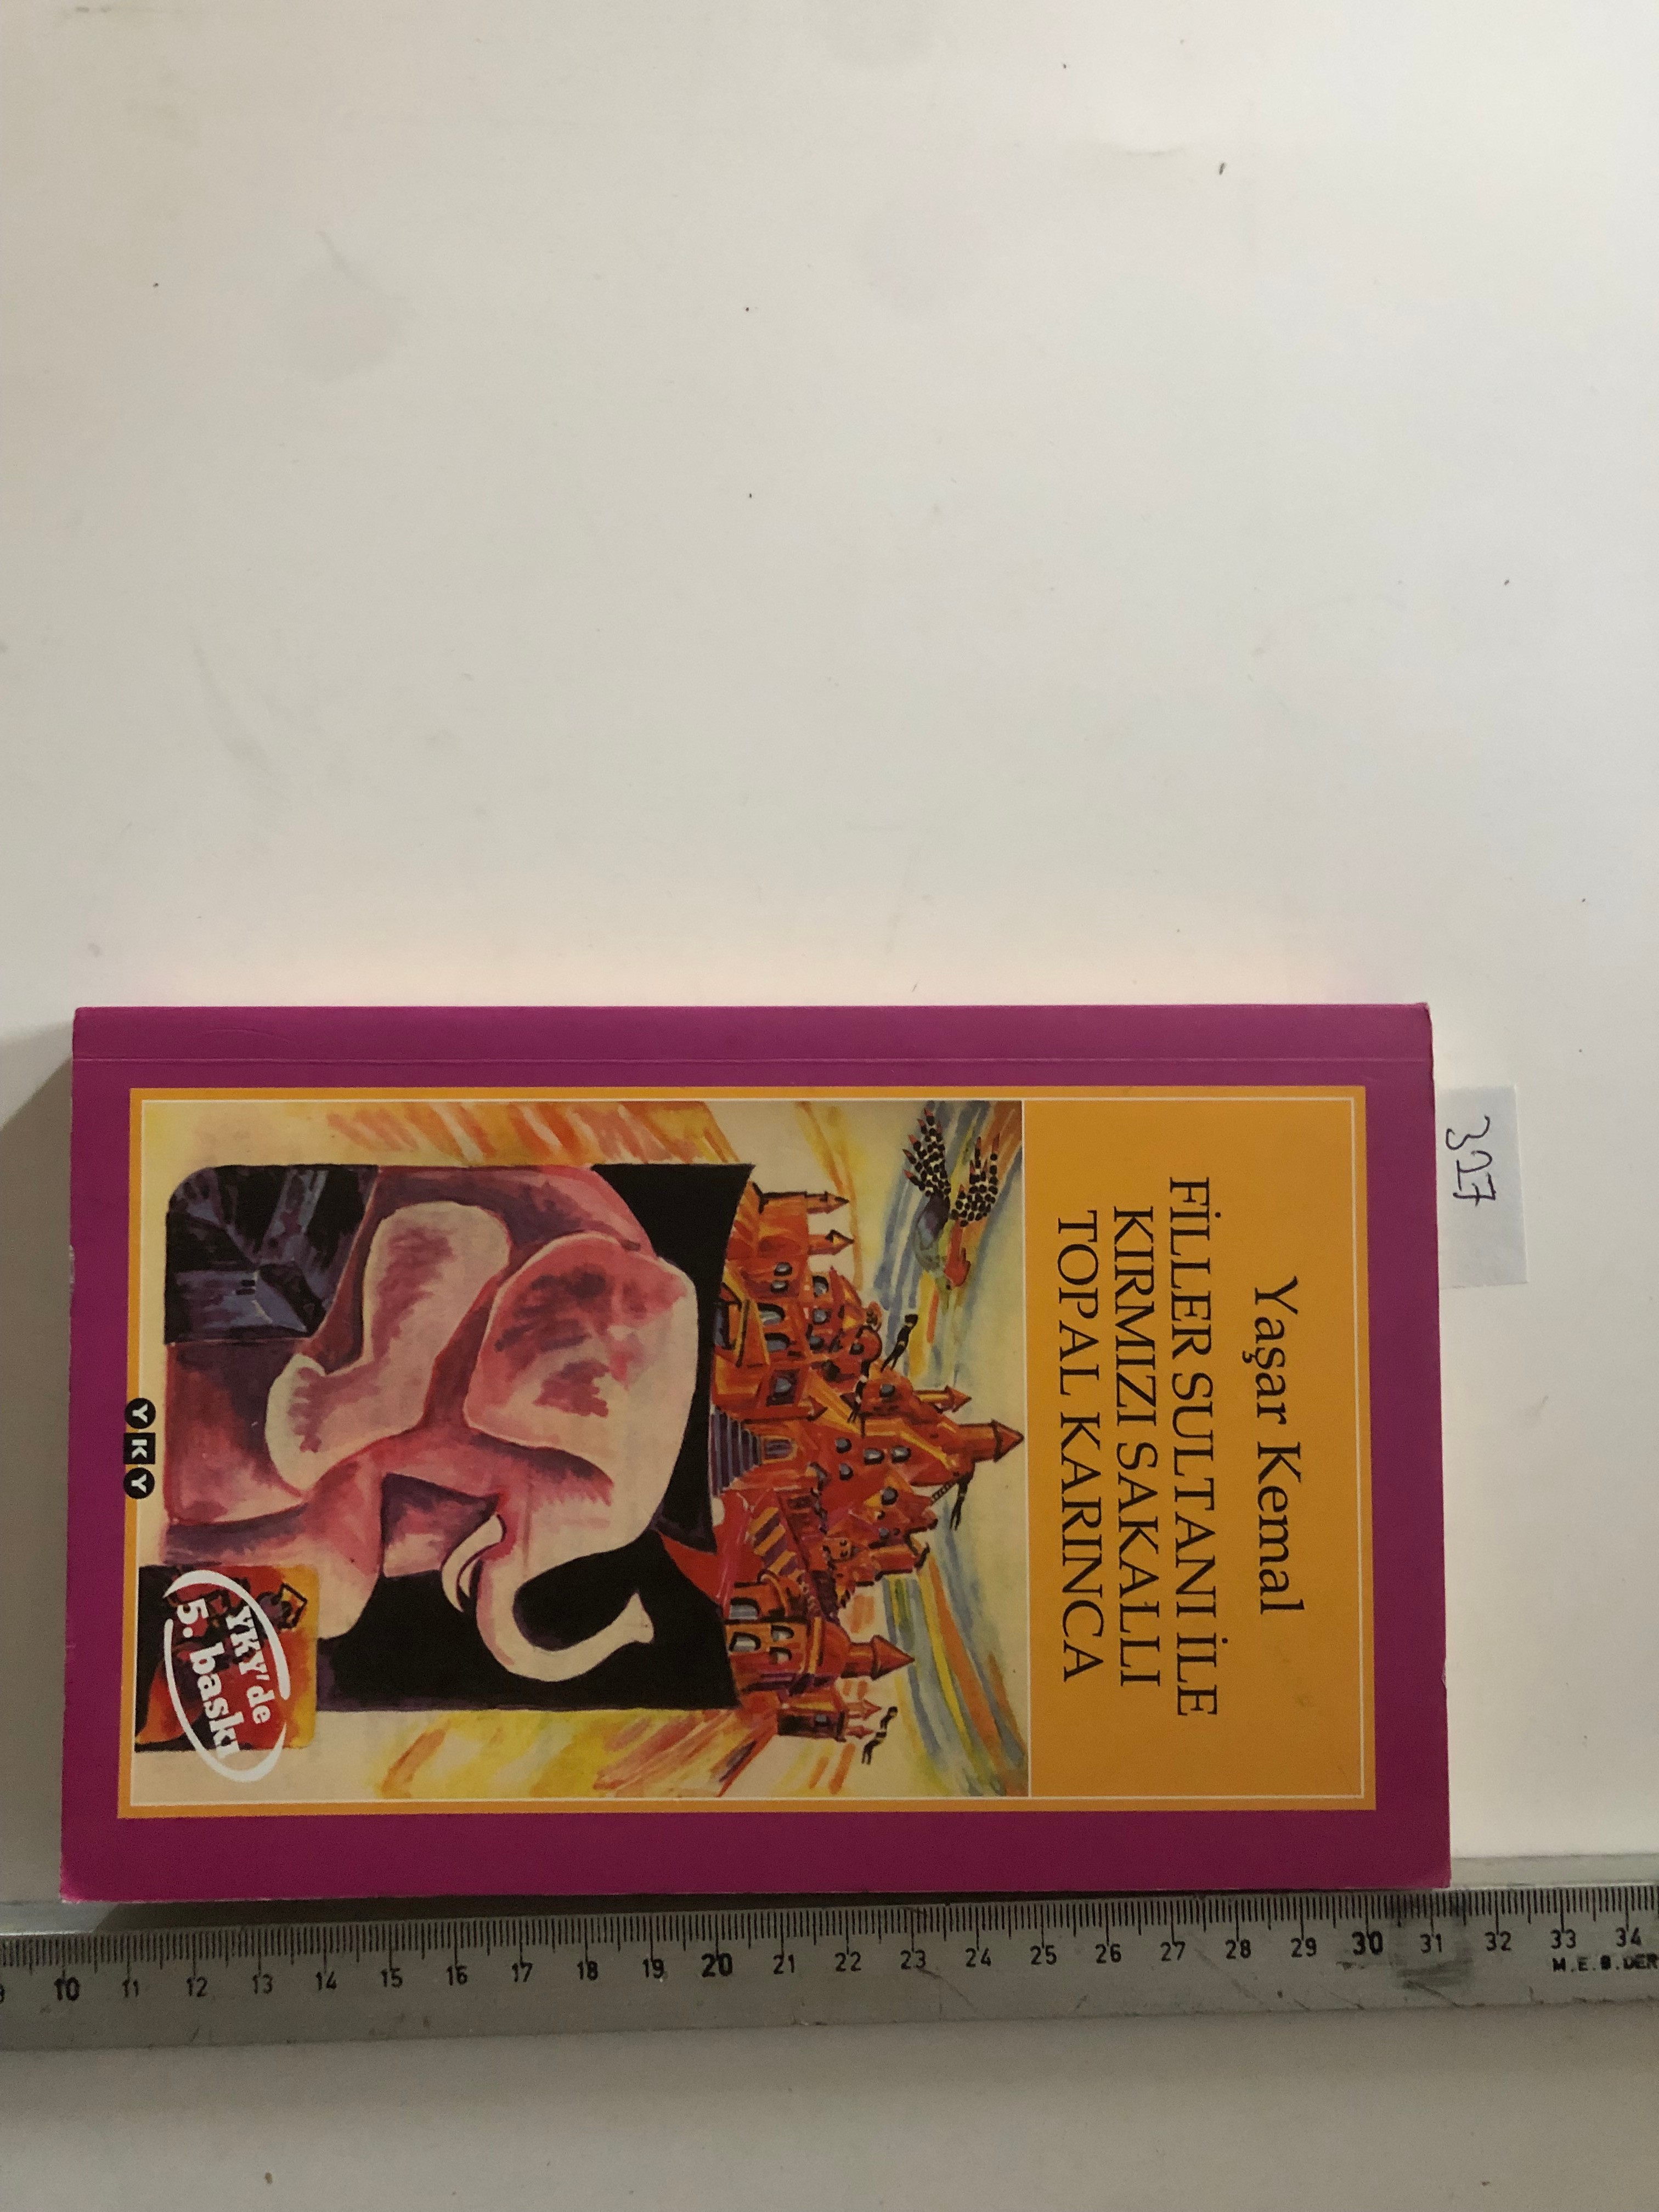 327
Yaşar Kemal
FİLLER SULTANI İLE
KIRMIZI SAKALLI
TOPAL KARINCA
YKY'de
5. baskı
YKY
10 11 12 13 14 15 16 17 18 19 20 21 22 23 24 25 26 27 28 29 30 31 32 33 34
M.E.B.DER